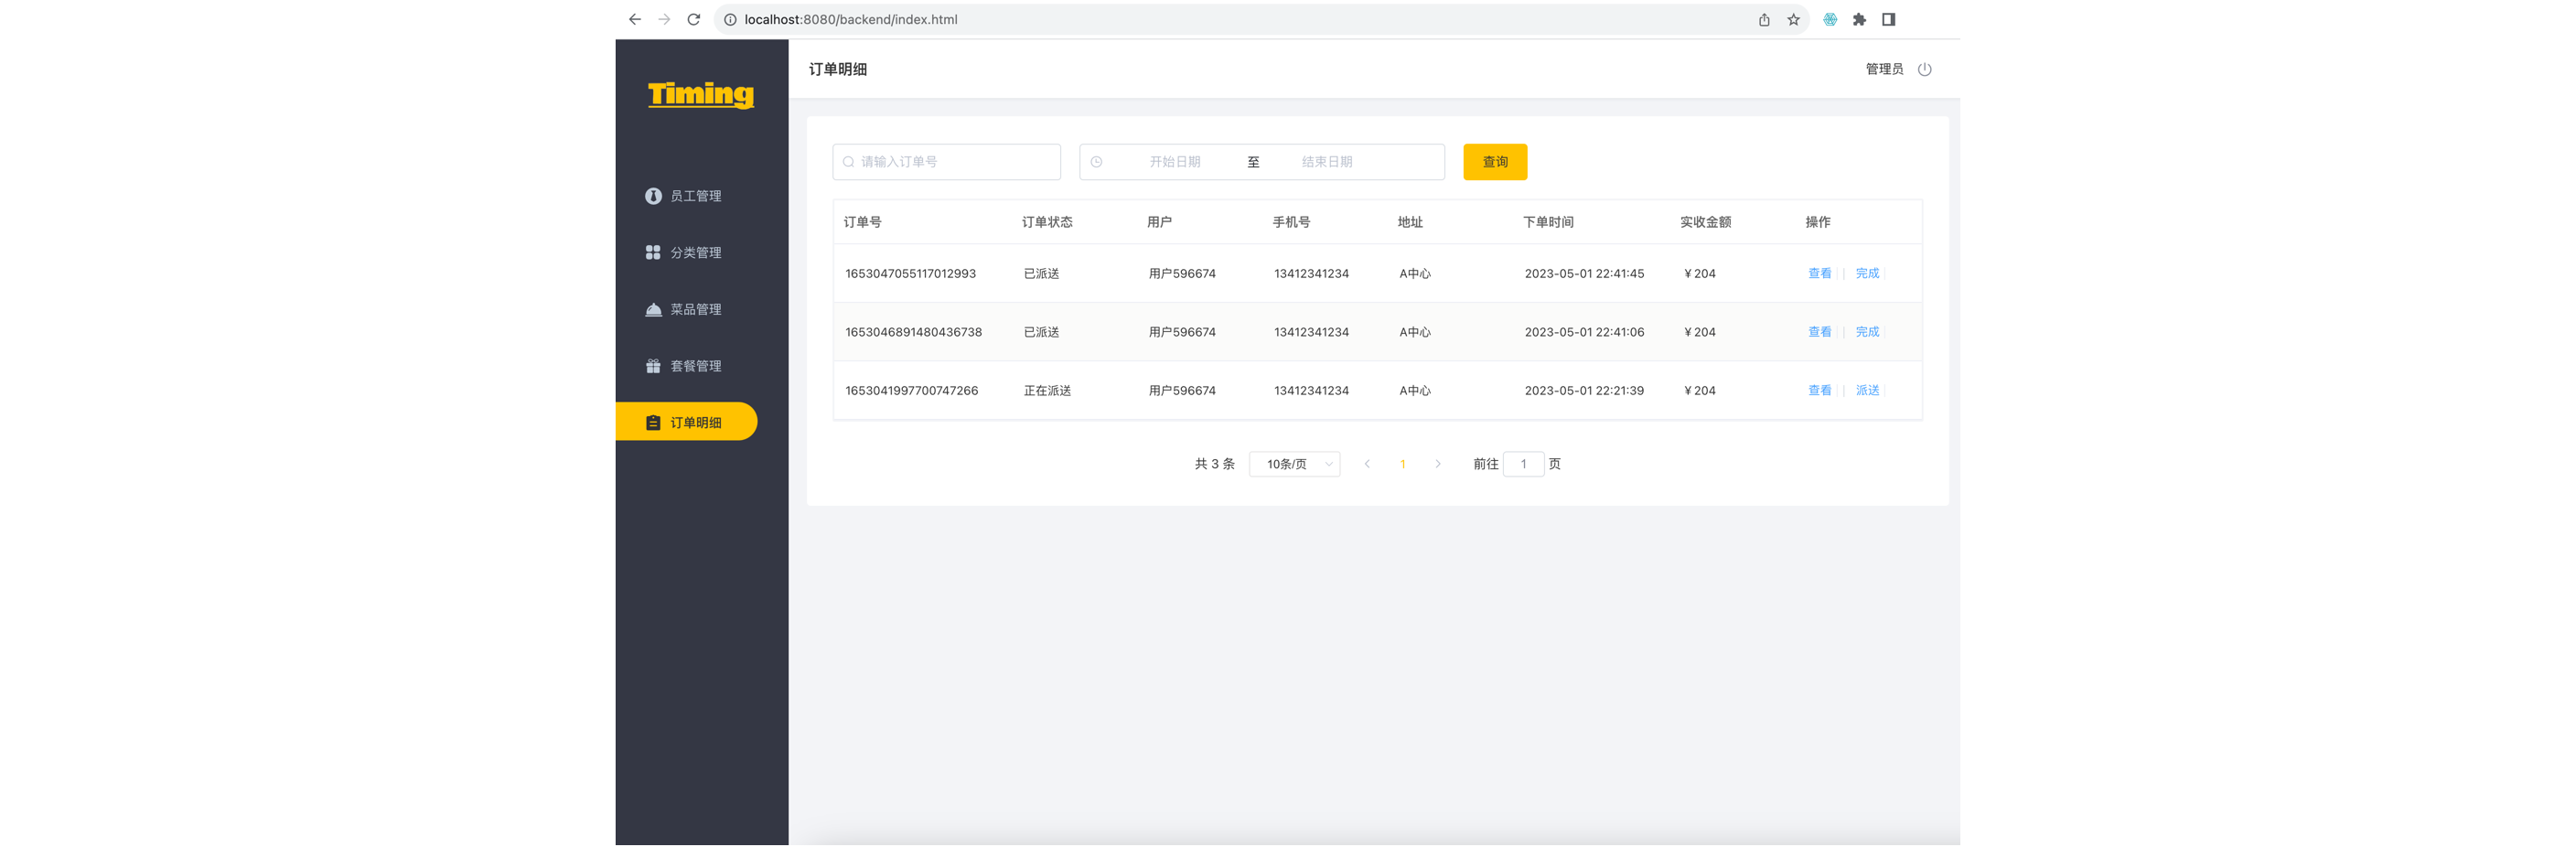 localhost:8080/backend/index.html
Timing
订单明细
管理员
员工管理
分类管理
菜品管理
套餐管理
订单明细
请输入订单号 开始日期 至 结束日期 查询
订单号 订单状态 用户 手机号 地址 下单时间 实收金额 操作
1653047055117012993 已派送 用户596674 13412341234 A中心 2023-05-01 22:41:45 ¥204 查看 | 完成
1653046891480436738 已派送 用户596674 13412341234 A中心 2023-05-01 22:41:06 ¥204 查看 | 完成
1653041997700747266 正在派送 用户596674 13412341234 A中心 2023-05-01 22:21:39 ¥204 查看 | 派送
共 3 条 10条/页 1 前往 1 页